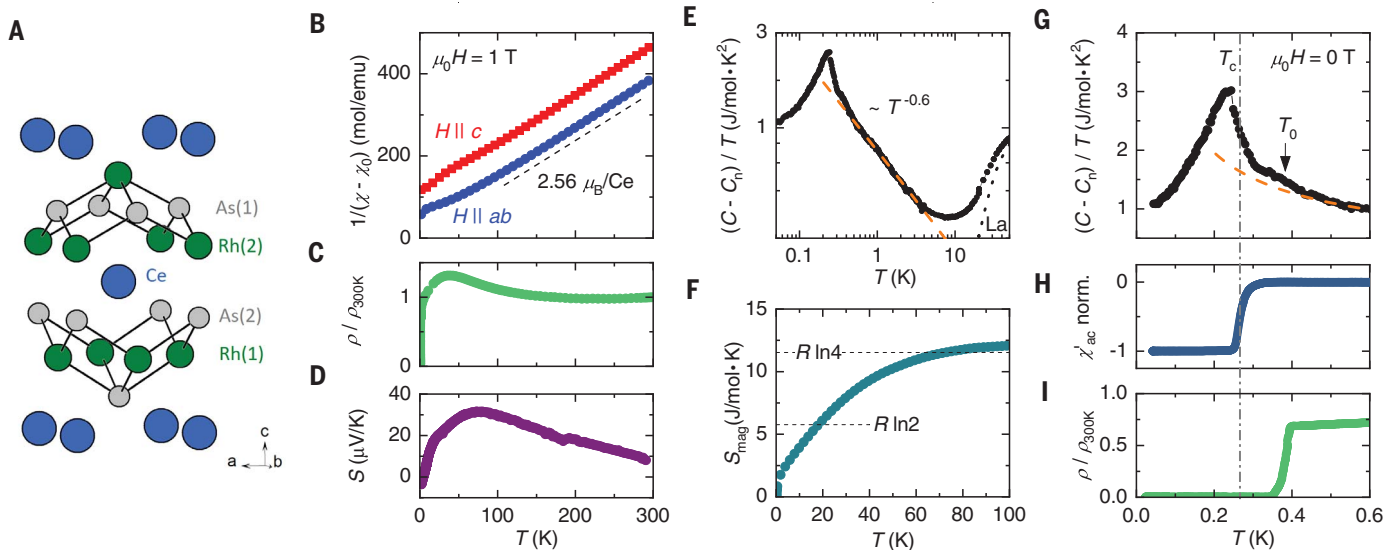 A
As(1)
Rh(2)
Ce
As(2)
Rh(1)
c
a b
B
μ0H = 1 T
H || c
H || ab
2.56 μB/Ce
1/(χ - χ0) (mol/emu)
400
300
200
100
0
C
ρ / ρ300K
1
0
D
S (μV/K)
40
20
0
0 100 200 300
T (K)
E
(C - Cn) / T (J/mol·K²)
3
1
~ T-0.6
La
0.1 1 10
T (K)
F
Smag(J/mol·K)
15
10
5
0
R ln4
R ln2
0 20 40 60 80 100
T (K)
G
(C - Cn) / T (J/mol·K²)
4
3
2
1
0
Tc
μ0H = 0 T
T0
H
χ'ac norm.
0
-1
I
ρ / ρ300K
1.0
0.5
0.0
0.0 0.2 0.4 0.6
T (K)